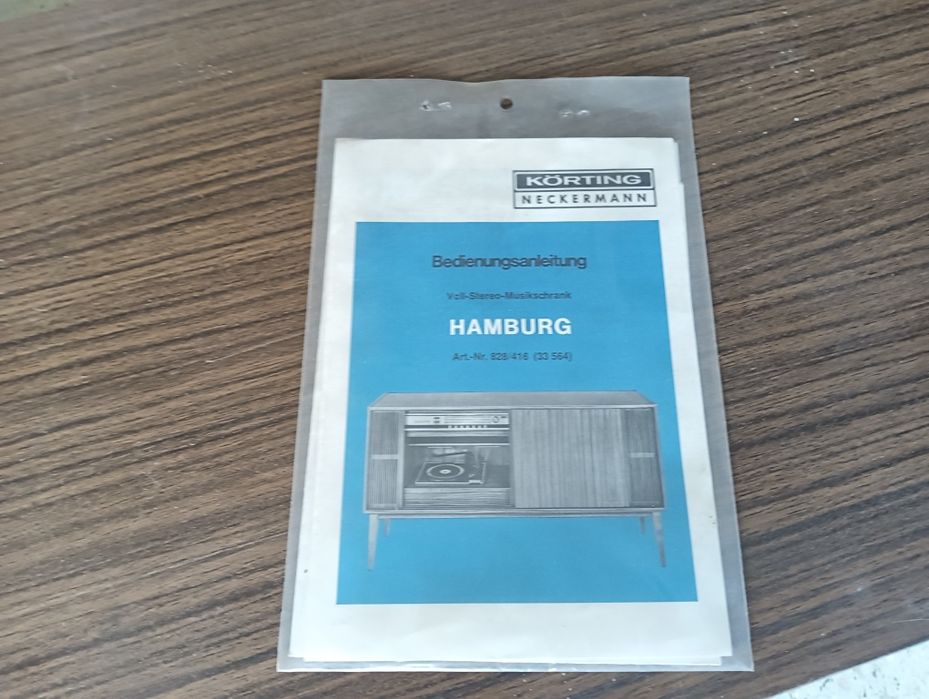 KÖRTING
NECKERMANN
Bedienungsanleitung
Voll-Stereo-Musikschrank
HAMBURG
Art.-Nr. 828/416 (33 564)